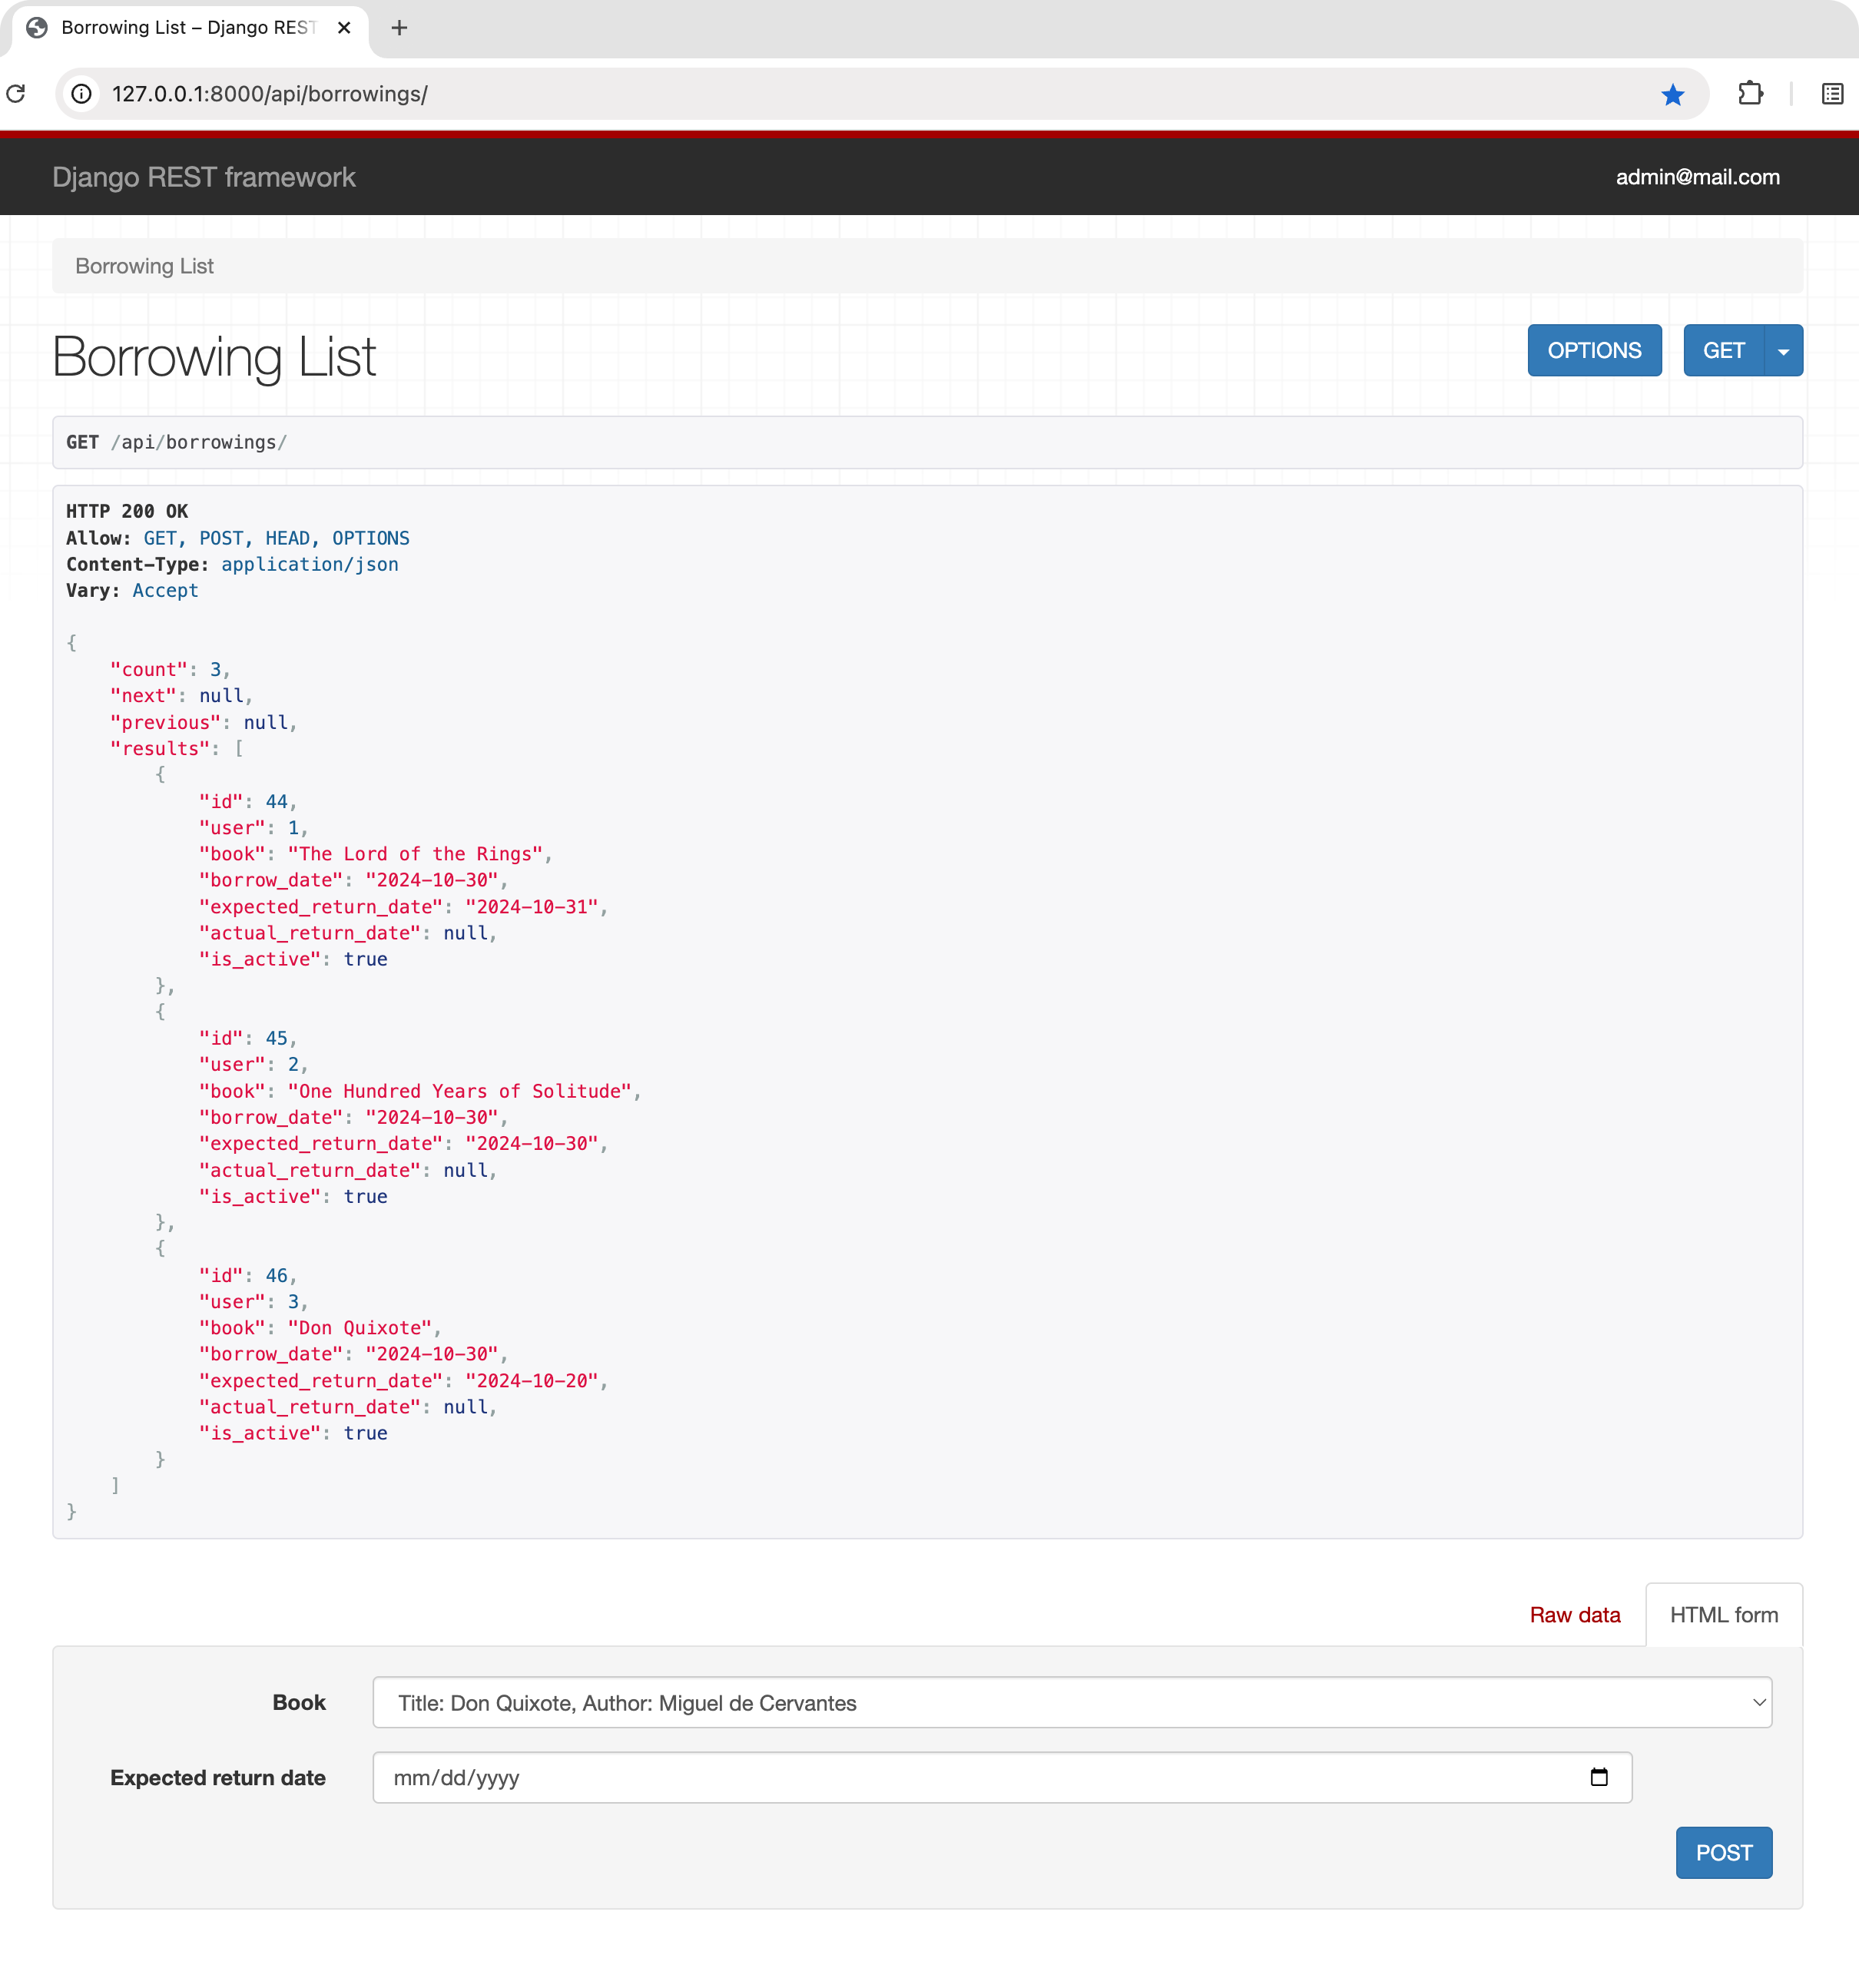 Borrowing List – Django REST
127.0.0.1:8000/api/borrowings/
Django REST framework
admin@mail.com
Borrowing List
Borrowing List
OPTIONS
GET
GET /api/borrowings/
HTTP 200 OK
Allow: GET, POST, HEAD, OPTIONS
Content-Type: application/json
Vary: Accept
{
    "count": 3,
    "next": null,
    "previous": null,
    "results": [
        {
            "id": 44,
            "user": 1,
            "book": "The Lord of the Rings",
            "borrow_date": "2024-10-30",
            "expected_return_date": "2024-10-31",
            "actual_return_date": null,
            "is_active": true
        },
        {
            "id": 45,
            "user": 2,
            "book": "One Hundred Years of Solitude",
            "borrow_date": "2024-10-30",
            "expected_return_date": "2024-10-30",
            "actual_return_date": null,
            "is_active": true
        },
        {
            "id": 46,
            "user": 3,
            "book": "Don Quixote",
            "borrow_date": "2024-10-30",
            "expected_return_date": "2024-10-20",
            "actual_return_date": null,
            "is_active": true
        }
    ]
}
Raw data
HTML form
Book
Title: Don Quixote, Author: Miguel de Cervantes
Expected return date
mm/dd/yyyy
POST